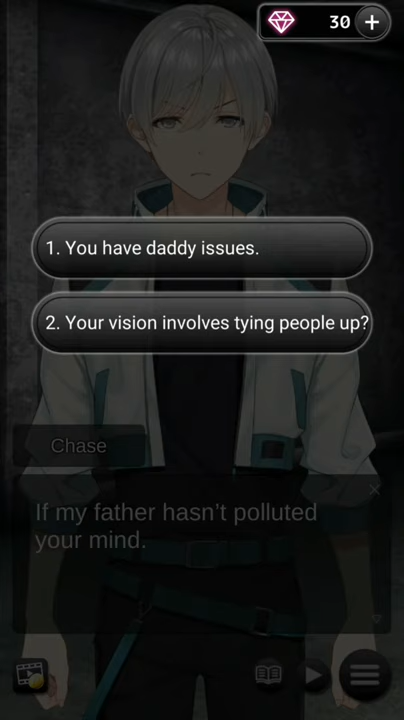 30
1. You have daddy issues.
2. Your vision involves tying people up?
Chase
If my father hasn't polluted
your mind.